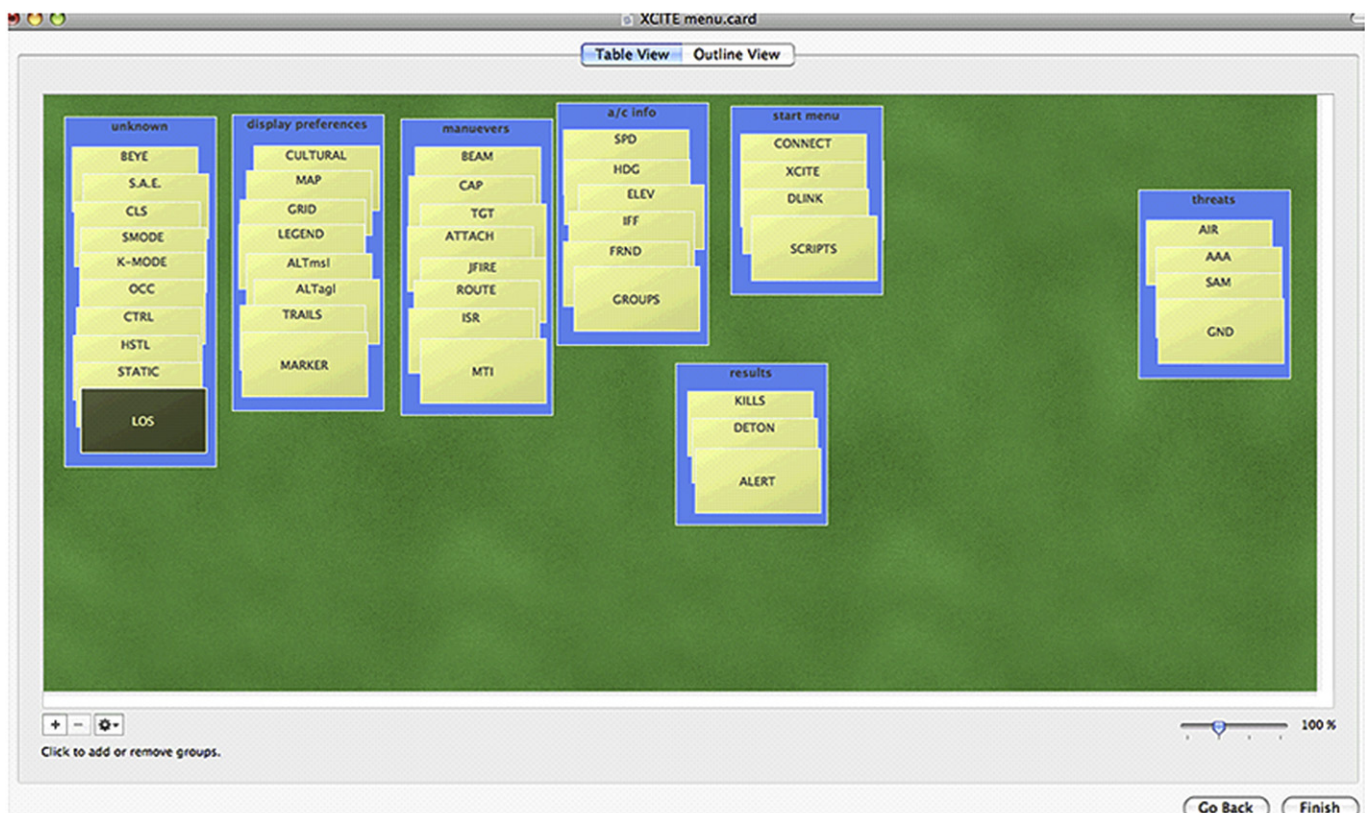 XCITE menu.card
Table View Outline View
unknown
BEYE
S.A.E.
CLS
SMODE
K-MODE
OCC
CTRL
HSTL
STATIC
LOS
display preferences
CULTURAL
MAP
GRID
LEGEND
ALTmsl
ALTagl
TRAILS
MARKER
manuevers
BEAM
CAP
TGT
ATTACH
JFIRE
ROUTE
ISR
MTI
a/c info
SPD
HDG
ELEV
IFF
FRND
GROUPS
start menu
CONNECT
XCITE
DLINK
SCRIPTS
results
KILLS
DETON
ALERT
threats
AIR
AAA
SAM
GND
100 %
Click to add or remove groups.
Go Back Finish